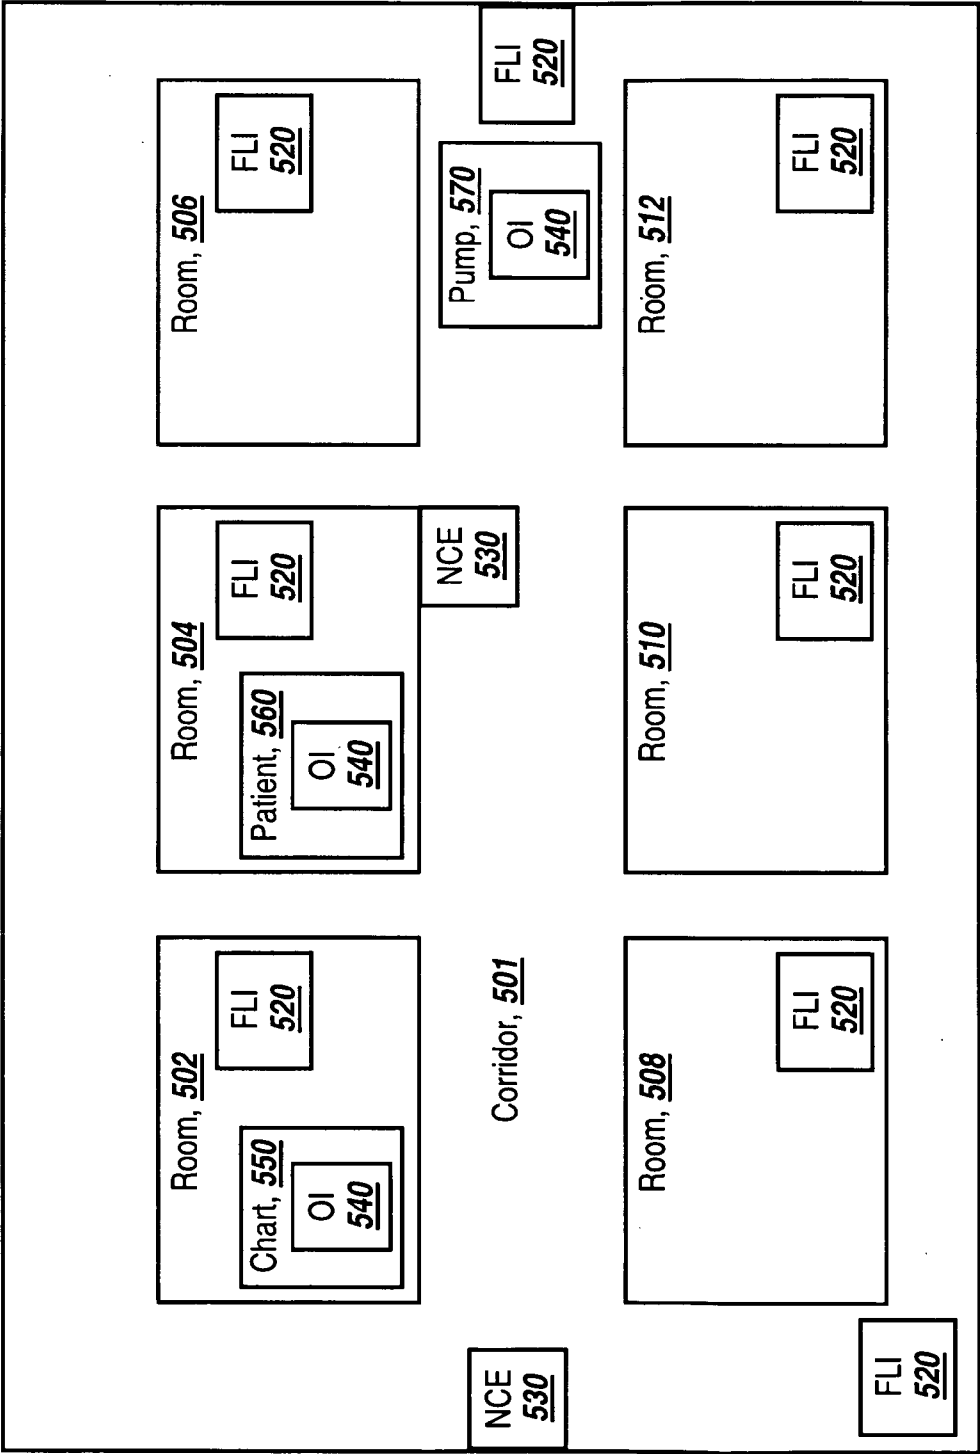 Room, 502
FLI
520
Chart, 550
OI
540
Room, 504
FLI
520
Patient, 560
OI
540
Room, 506
FLI
520
NCE
530
Corridor, 501
NCE
530
Pump, 570
OI
540
FLI
520
Room, 508
FLI
520
Room, 510
FLI
520
Room, 512
FLI
520
FLI
520